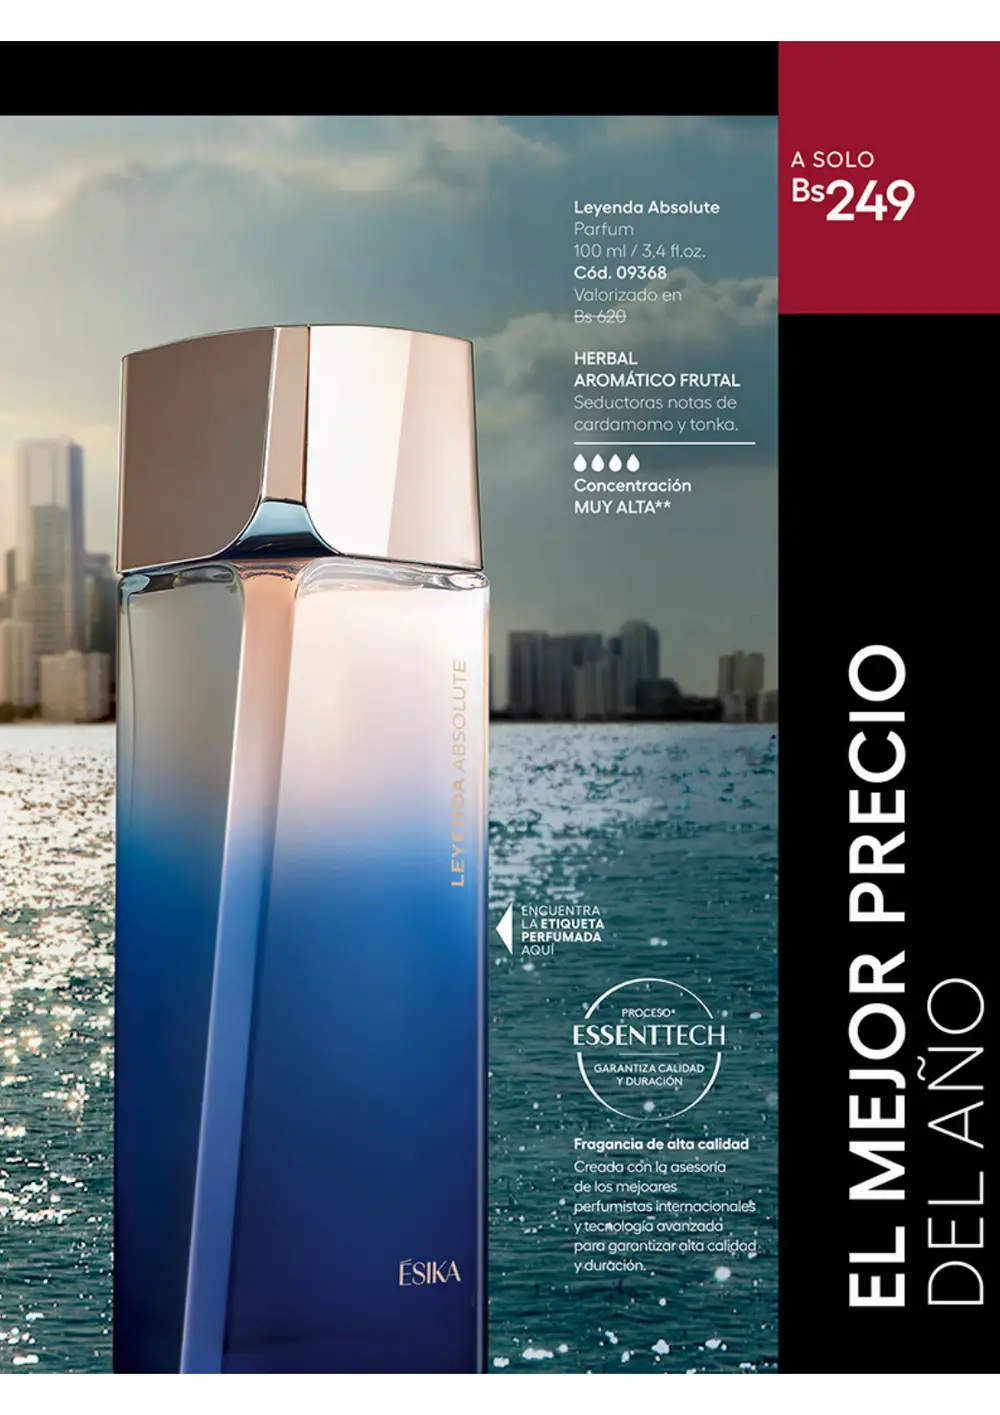 A SOLO
Bs249
Leyenda Absolute
Parfum
100 ml / 3,4 fl.oz.
Cód. 09368
Valorizado en
Bs 620
HERBAL
AROMÁTICO FRUTAL
Seductoras notas de
cardamomo y tonka.
Concentración
MUY ALTA**
LEYENDA ABSOLUTE
ENCUENTRA
LA ETIQUETA
PERFUMADA
AQUÍ
PROCESO*
ESSENTTECH
GARANTIZA CALIDAD
Y DURACIÓN
Fragancia de alta calidad
Creada con la asesoría
de los mejoares
perfumistas internacionales
y tecnología avanzada
para garantizar alta calidad
y duración.
ÉSIKA
EL MEJOR PRECIO
DEL AÑO